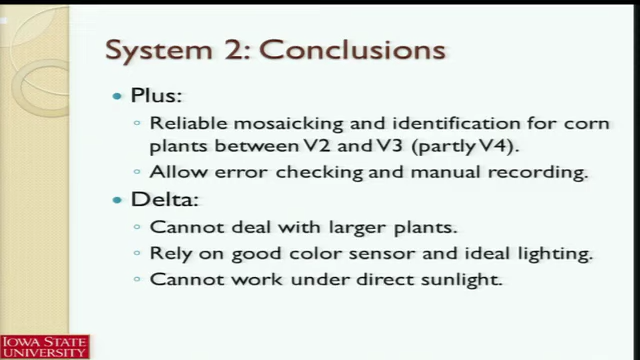 System 2: Conclusions
• Plus:
◦ Reliable mosaicking and identification for corn
plants between V2 and V3 (partly V4).
◦ Allow error checking and manual recording.
• Delta:
◦ Cannot deal with larger plants.
◦ Rely on good color sensor and ideal lighting.
◦ Cannot work under direct sunlight.
IOWA STATE
UNIVERSITY